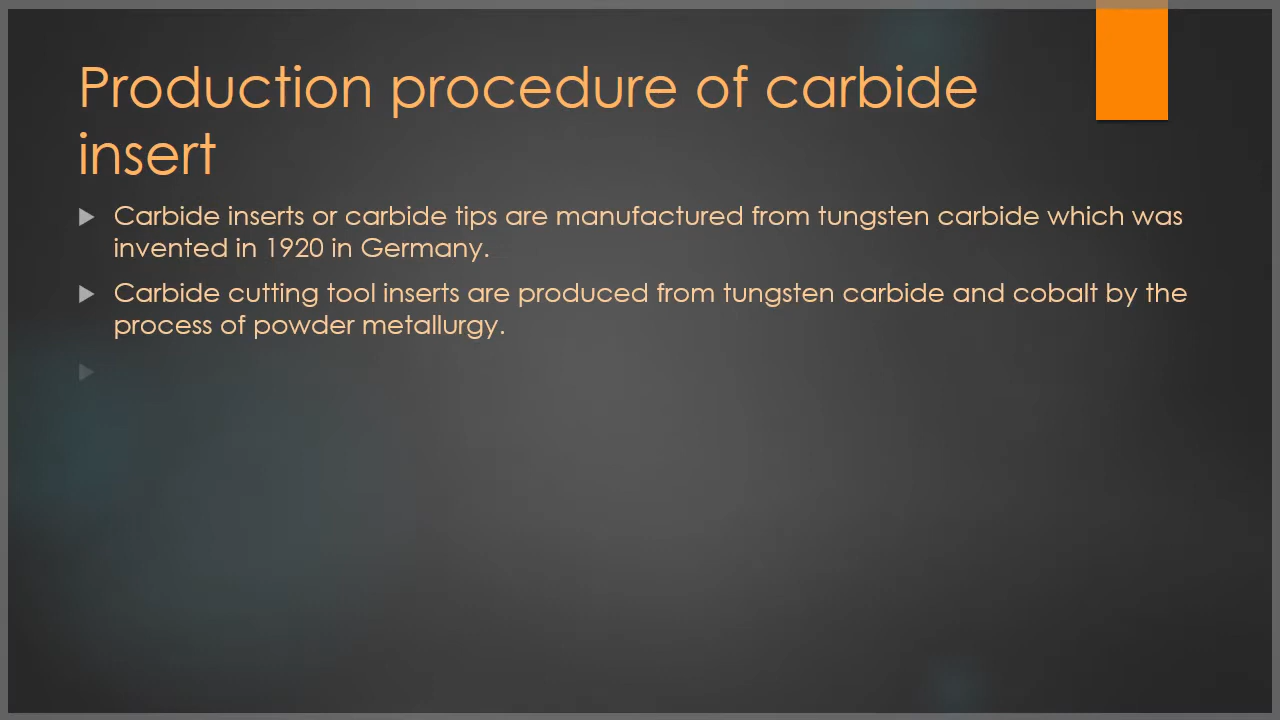 Production procedure of carbide
insert
Carbide inserts or carbide tips are manufactured from tungsten carbide which was
invented in 1920 in Germany.
Carbide cutting tool inserts are produced from tungsten carbide and cobalt by the
process of powder metallurgy.